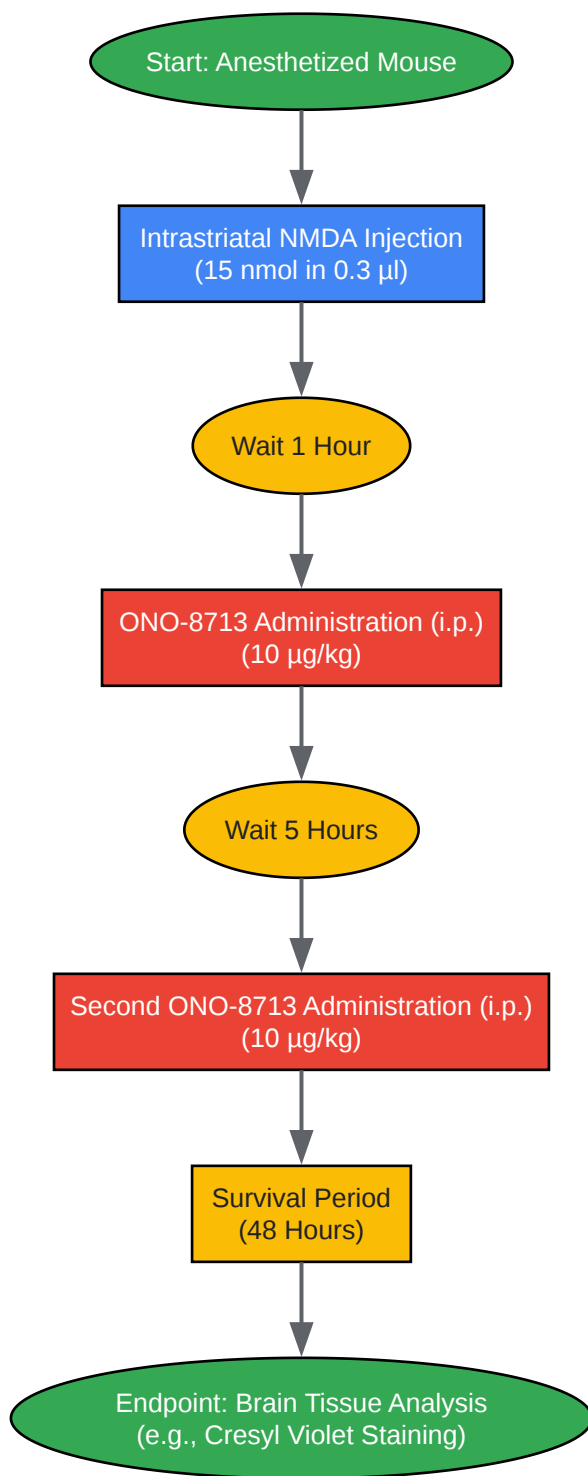 Start: Anesthetized Mouse
Intrastriatal NMDA Injection
(15 nmol in 0.3 µl)
Wait 1 Hour
ONO-8713 Administration (i.p.)
(10 µg/kg)
Wait 5 Hours
Second ONO-8713 Administration (i.p.)
(10 µg/kg)
Survival Period
(48 Hours)
Endpoint: Brain Tissue Analysis
(e.g., Cresyl Violet Staining)